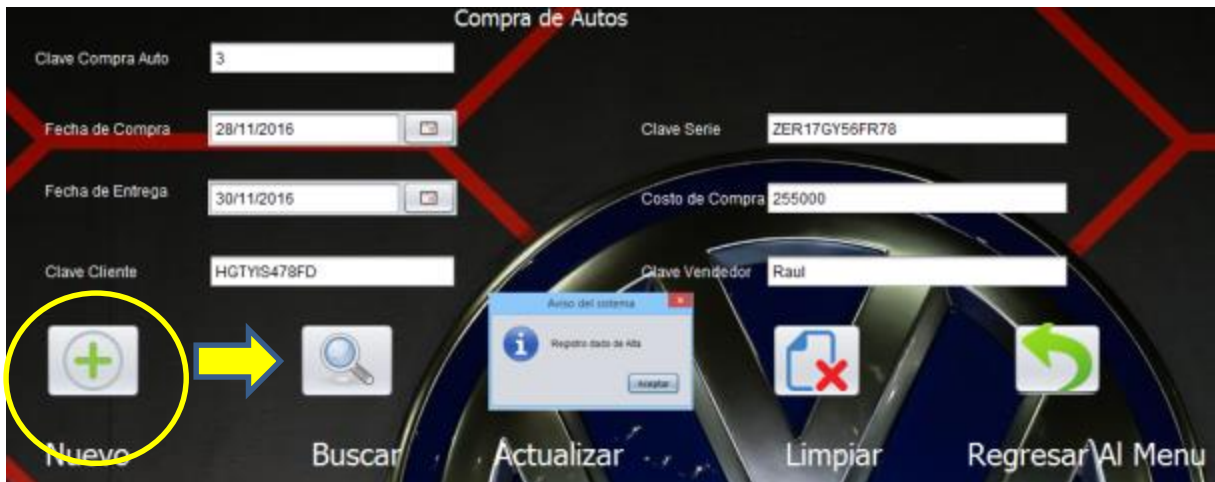 Compra de Autos
Clave Compra Auto 3
Fecha de Compra 28/11/2016 Clave Serie ZER17GY56FR78
Fecha de Entrega 30/11/2016 Costo de Compra 255000
Clave Cliente HGTYIS478FD Clave Vendedor Raul
Aviso del sistema
Registro dado de Alta
Aceptar
Nuevo Buscar Actualizar Limpiar Regresar Al Menu